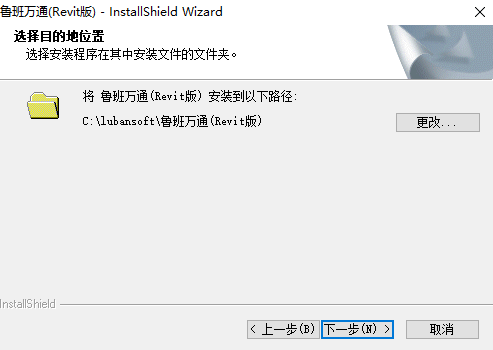 鲁班万通(Revit版) - InstallShield Wizard
选择目的地位置
选择安装程序在其中安装文件的文件夹。
将 鲁班万通(Revit版) 安装到以下路径:
C:\lubansoft\鲁班万通(Revit版)
更改...
InstallShield
< 上一步(B)
下一步(N) >
取消